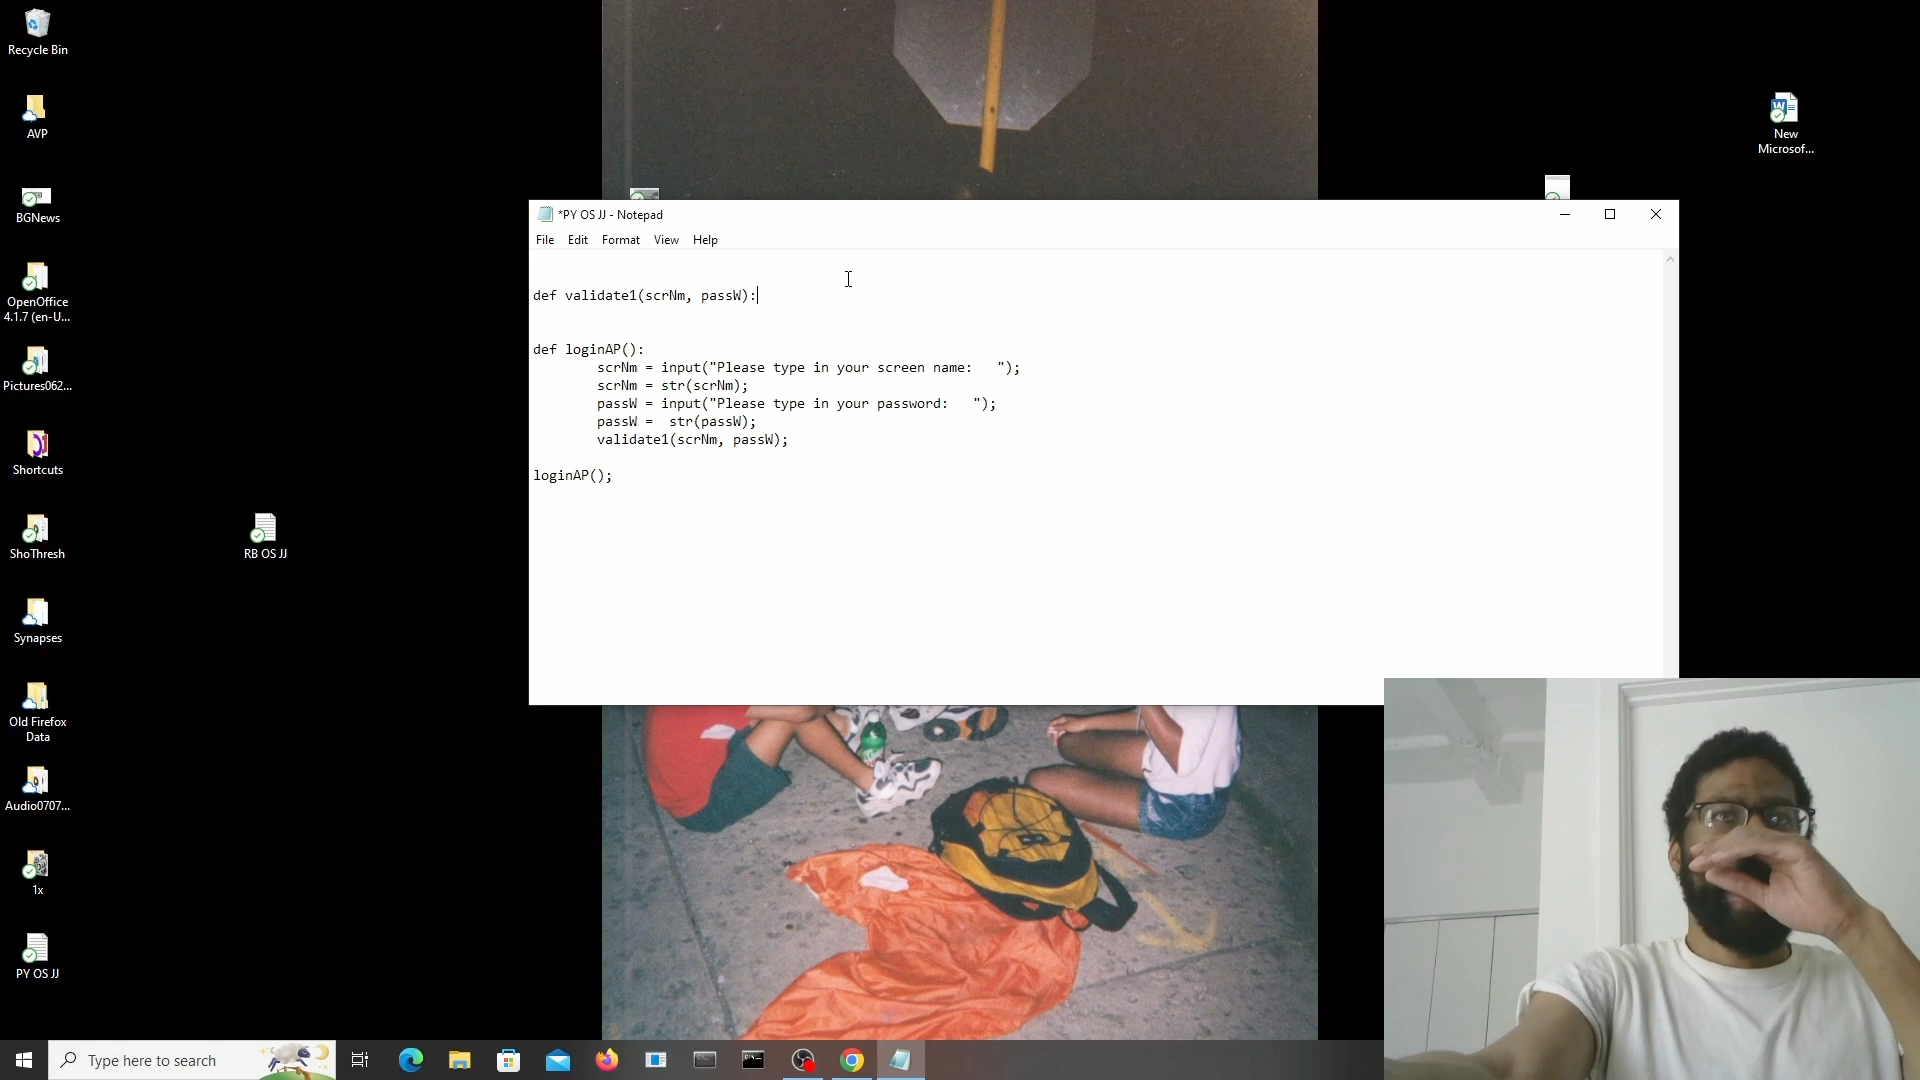 Recycle Bin
AVP
BGNews
OpenOffice
4.1.7 (en-U...
Pictures062...
Shortcuts
ShoThresh
Synapses
Old Firefox
Data
Audio0707...
1x
PY OS JJ
RB OS JJ
New
Microsof...
*PY OS JJ - Notepad
File Edit Format View Help
def validate1(scrNm, passW):
def loginAP():
scrNm = input("Please type in your screen name:   ");
scrNm = str(scrNm);
passW = input("Please type in your password:   ");
passW =  str(passW);
validate1(scrNm, passW);
loginAP();
Type here to search